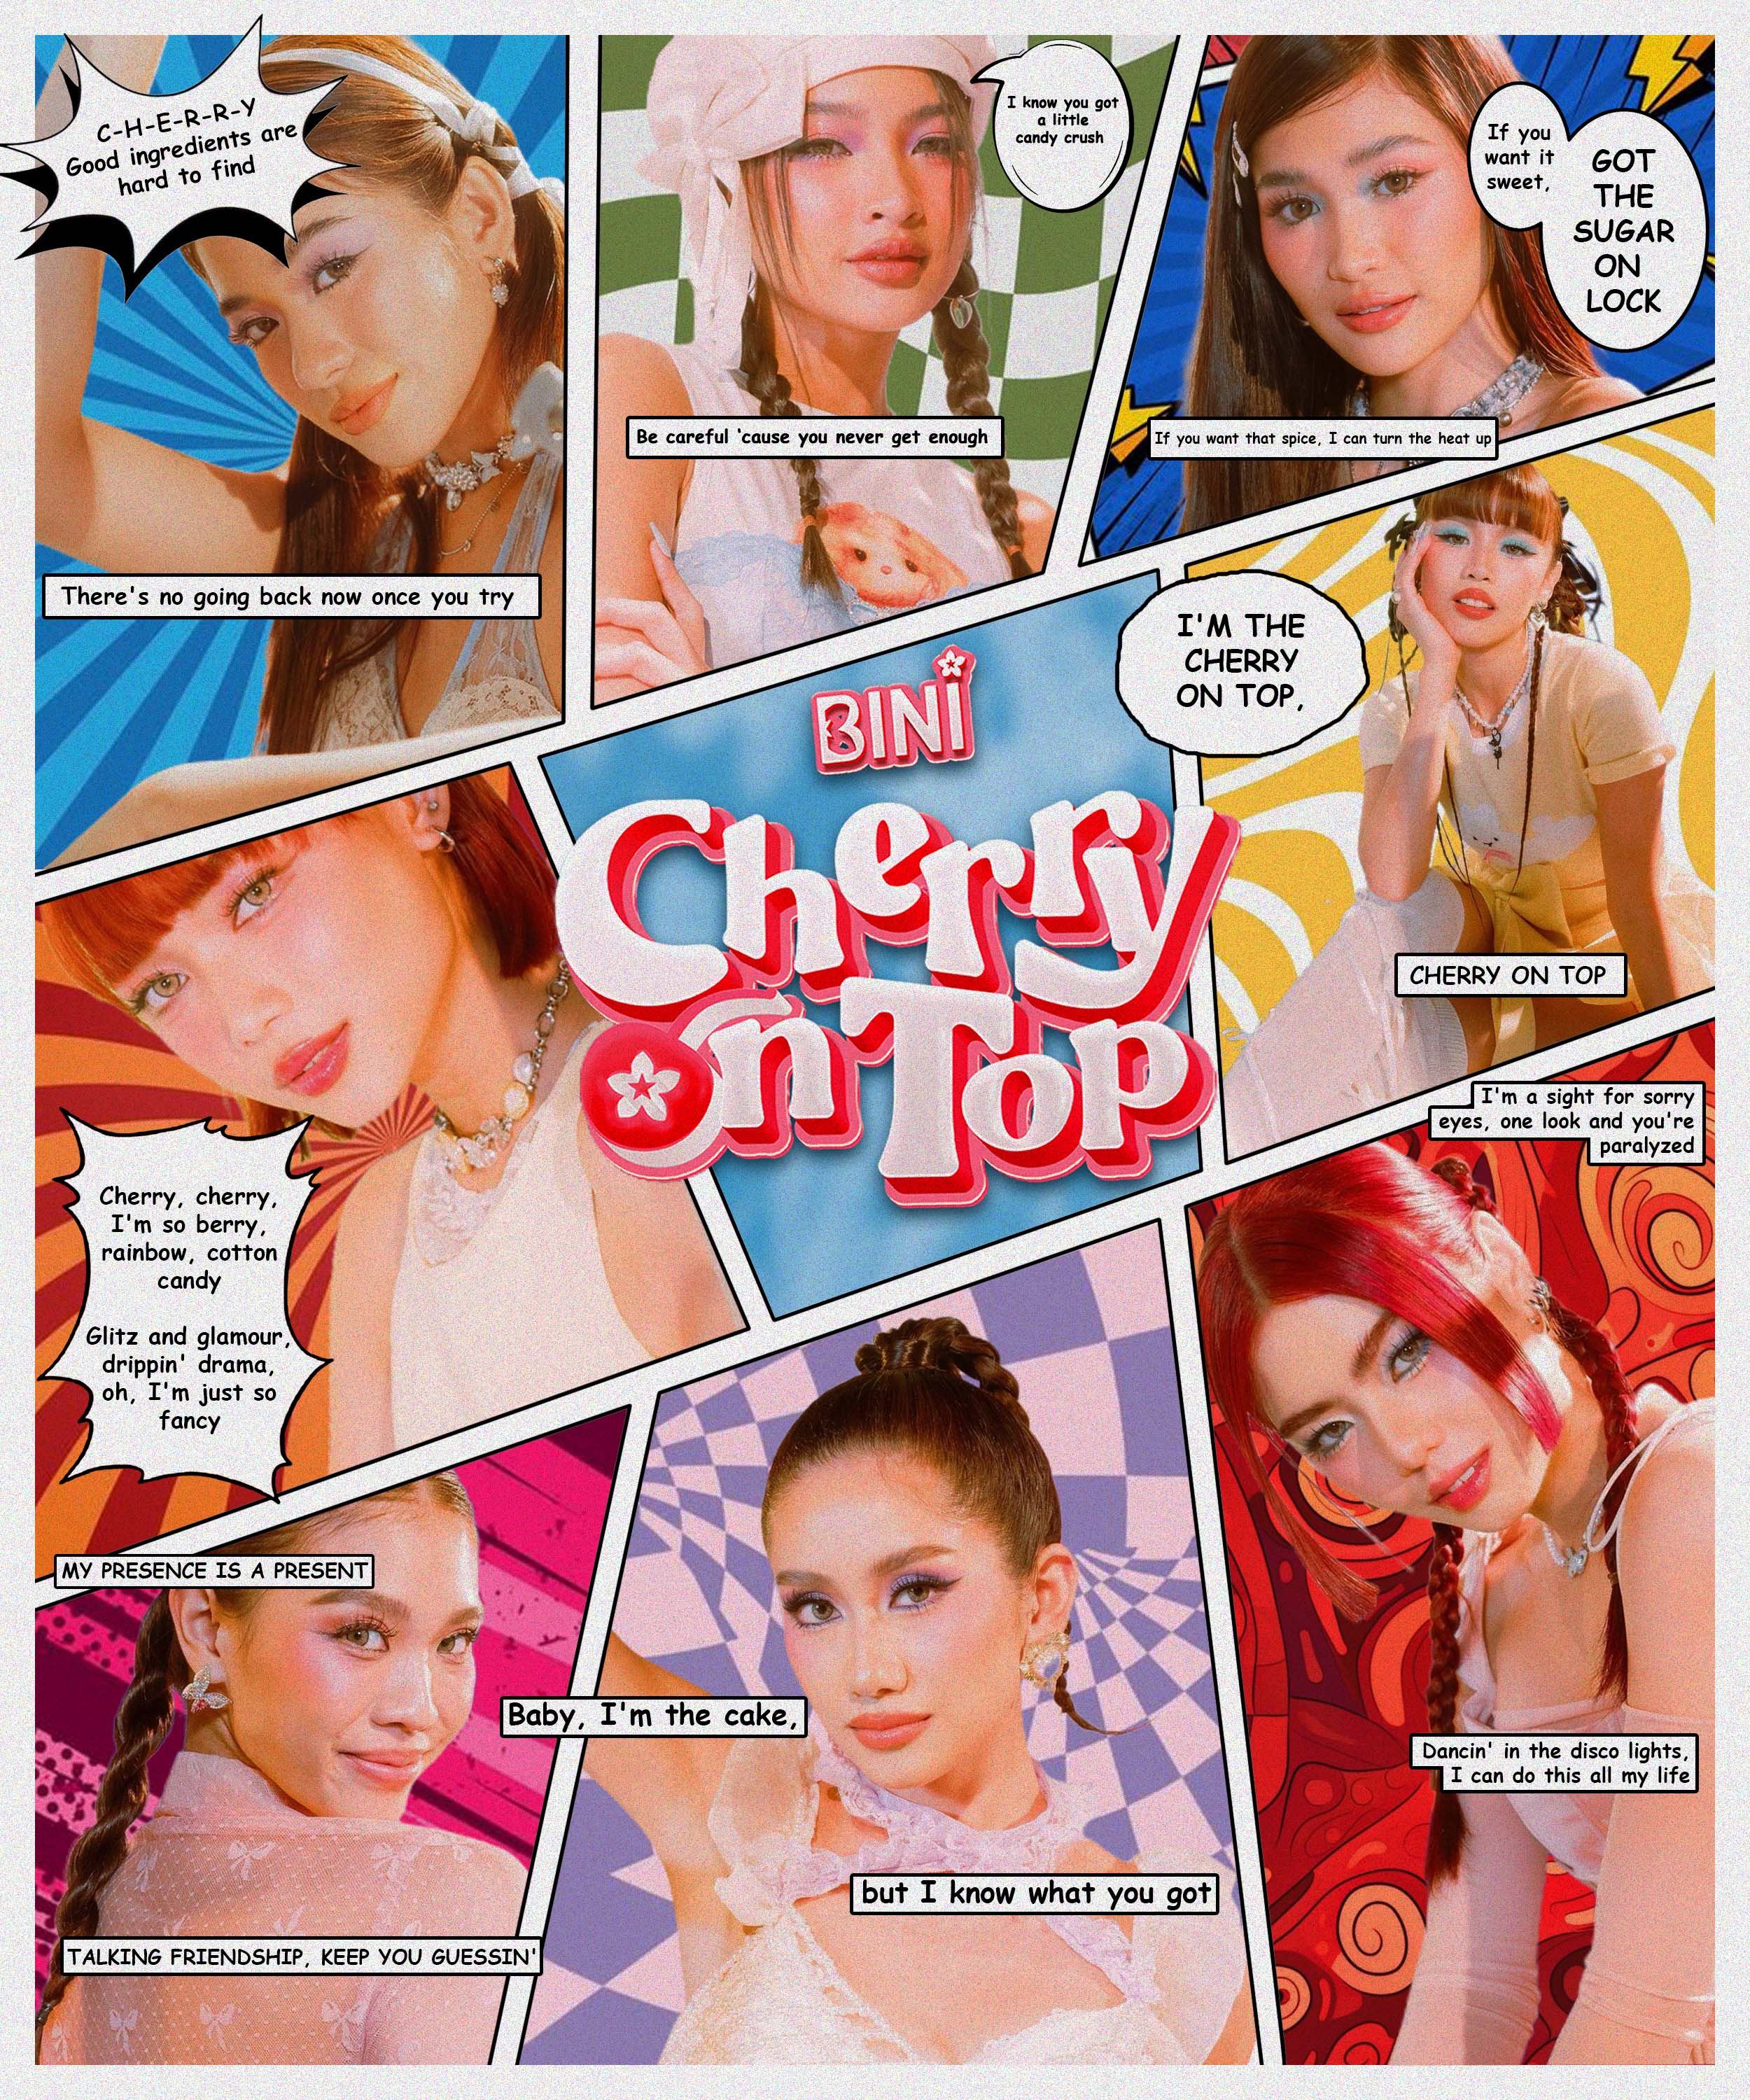 C-H-E-R-R-Y
Good ingredients are
hard to find
There's no going back now once you try
I know you got
a little
candy crush
Be careful ‘cause you never get enough
If you
want it
sweet,
GOT
THE
SUGAR
ON
LOCK
If you want that spice, I can turn the heat up
BINI
Cherry
On Top
I'M THE
CHERRY
ON TOP,
CHERRY ON TOP
Cherry, cherry,
I'm so berry,
rainbow, cotton
candy
Glitz and glamour,
drippin' drama,
oh, I'm just so
fancy
I'm a sight for sorry
eyes, one look and you're
paralyzed
Dancin' in the disco lights,
I can do this all my life
MY PRESENCE IS A PRESENT
TALKING FRIENDSHIP, KEEP YOU GUESSIN'
Baby, I'm the cake,
but I know what you got